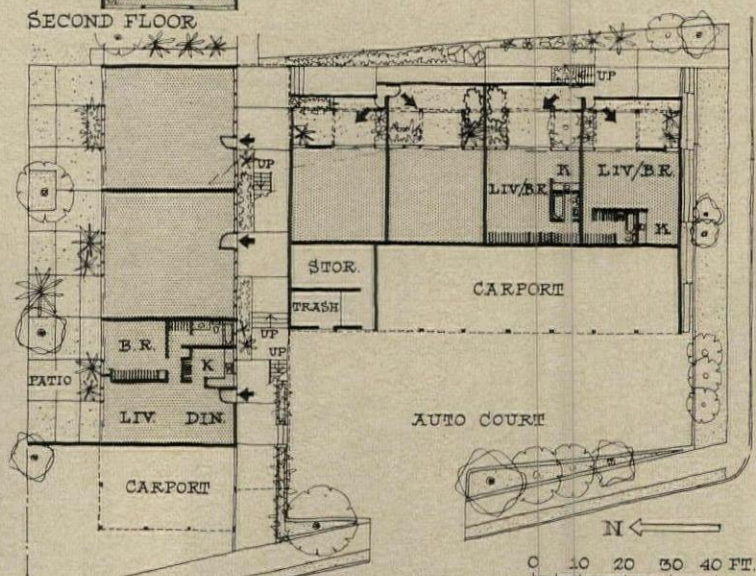 SECOND FLOOR
UP
UP
LIV/B.R.
K
LIV/B.R.
K
STOR.
CARPORT
TRASH
UP
UP
B.R.
K
PATIO
LIV. DIN.
AUTO COURT
CARPORT
N
0 10 20 30 40 FT